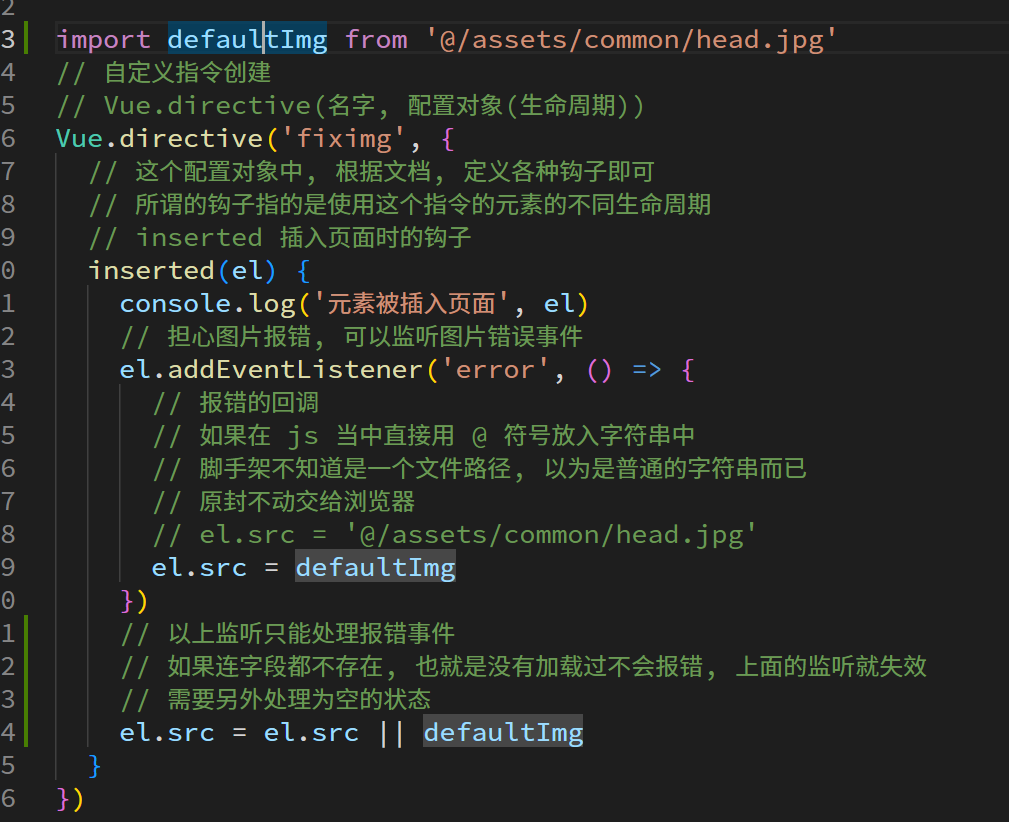 2
3 import defaultImg from '@/assets/common/head.jpg'
4 // 自定义指令创建
5 // Vue.directive(名字, 配置对象(生命周期))
6 Vue.directive('fiximg', {
7 // 这个配置对象中, 根据文档, 定义各种钩子即可
8 // 所谓的钩子指的是使用这个指令的元素的不同生命周期
9 // inserted 插入页面时的钩子
0 inserted(el) {
1 console.log('元素被插入页面', el)
2 // 担心图片报错, 可以监听图片错误事件
3 el.addEventListener('error', () => {
4 // 报错的回调
5 // 如果在 js 当中直接用 @ 符号放入字符串中
6 // 脚手架不知道是一个文件路径, 以为是普通的字符串而已
7 // 原封不动交给浏览器
8 // el.src = '@/assets/common/head.jpg'
9 el.src = defaultImg
0 })
1 // 以上监听只能处理报错事件
2 // 如果连字段都不存在, 也就是没有加载过不会报错, 上面的监听就失效
3 // 需要另外处理为空的状态
4 el.src = el.src || defaultImg
5 }
6 })